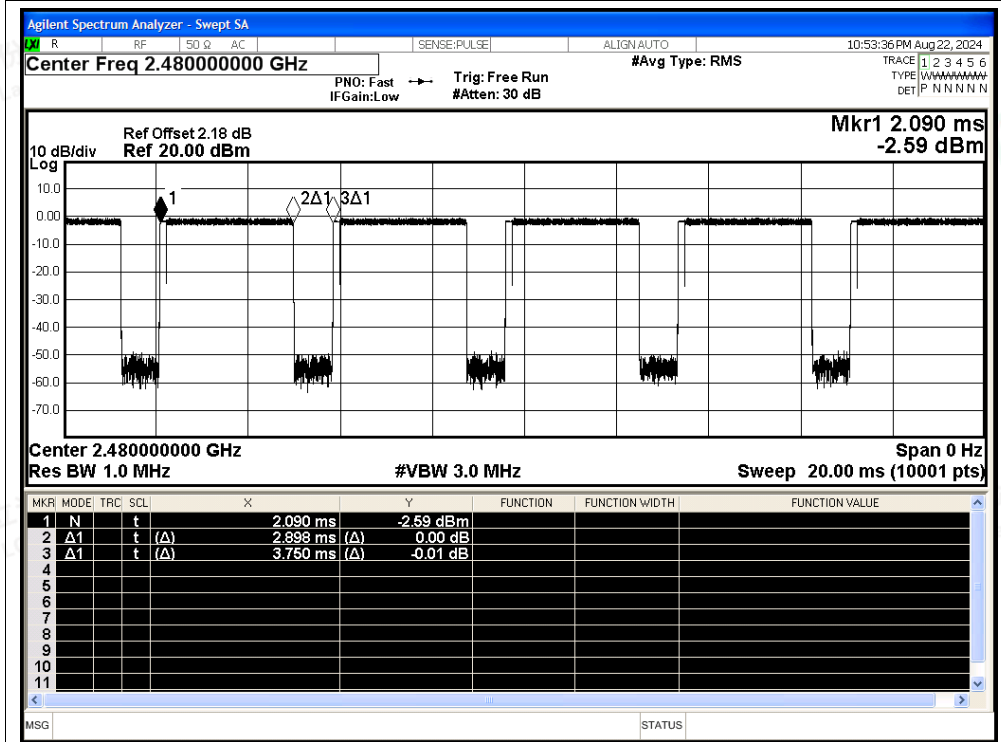 Agilent Spectrum Analyzer - Swept SA
LXI R RF 50 Ω AC SENSE:PULSE ALIGN AUTO 10:53:36 PM Aug 22, 2024
Center Freq 2.480000000 GHz
PNO: Fast
IFGain:Low
Trig: Free Run
#Atten: 30 dB
#Avg Type: RMS
TRACE 1 2 3 4 5 6
TYPE WWWWWW
DET P N N N N N
Mkr1 2.090 ms
-2.59 dBm
Ref Offset 2.18 dB
10 dB/div Ref 20.00 dBm
Log
10.0
0.00
-10.0
-20.0
-30.0
-40.0
-50.0
-60.0
-70.0
1 2Δ1 3Δ1
Center 2.480000000 GHz Span 0 Hz
Res BW 1.0 MHz #VBW 3.0 MHz Sweep 20.00 ms (10001 pts)
MKR MODE TRC SCL X Y FUNCTION FUNCTION WIDTH FUNCTION VALUE
1 N t 2.090 ms -2.59 dBm
2 Δ1 t (Δ) 2.898 ms (Δ) 0.00 dB
3 Δ1 t (Δ) 3.750 ms (Δ) -0.01 dB
4
5
6
7
8
9
10
11
MSG STATUS